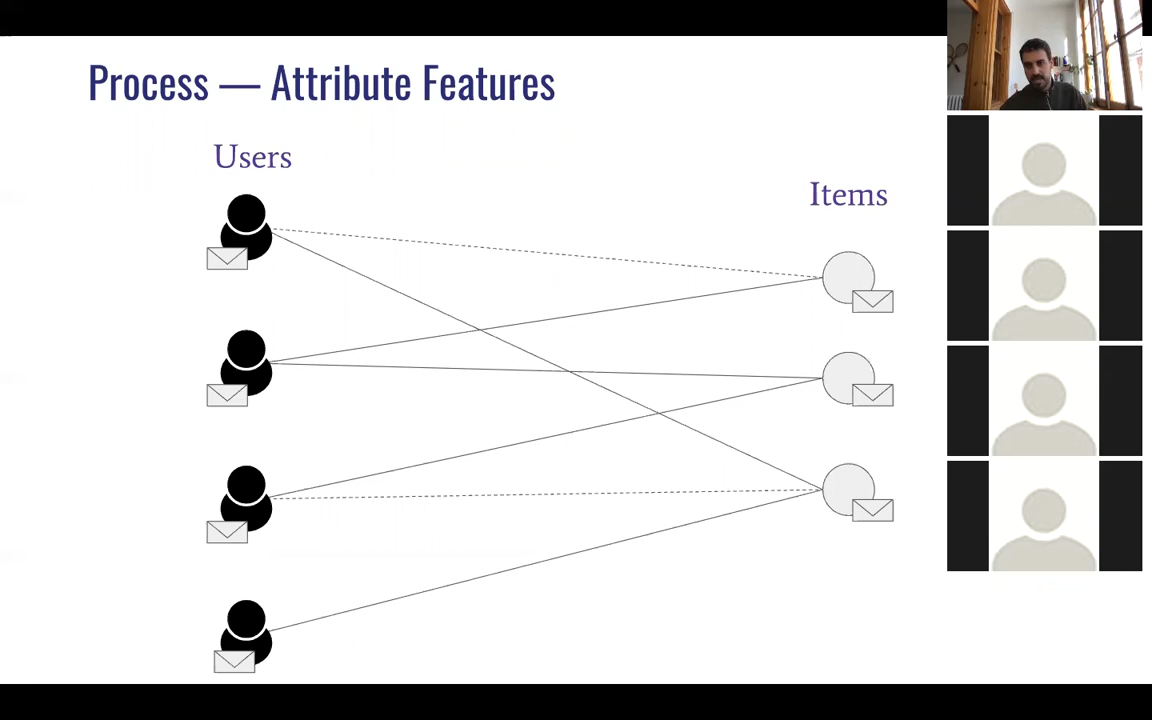 Process — Attribute Features
Users
Items